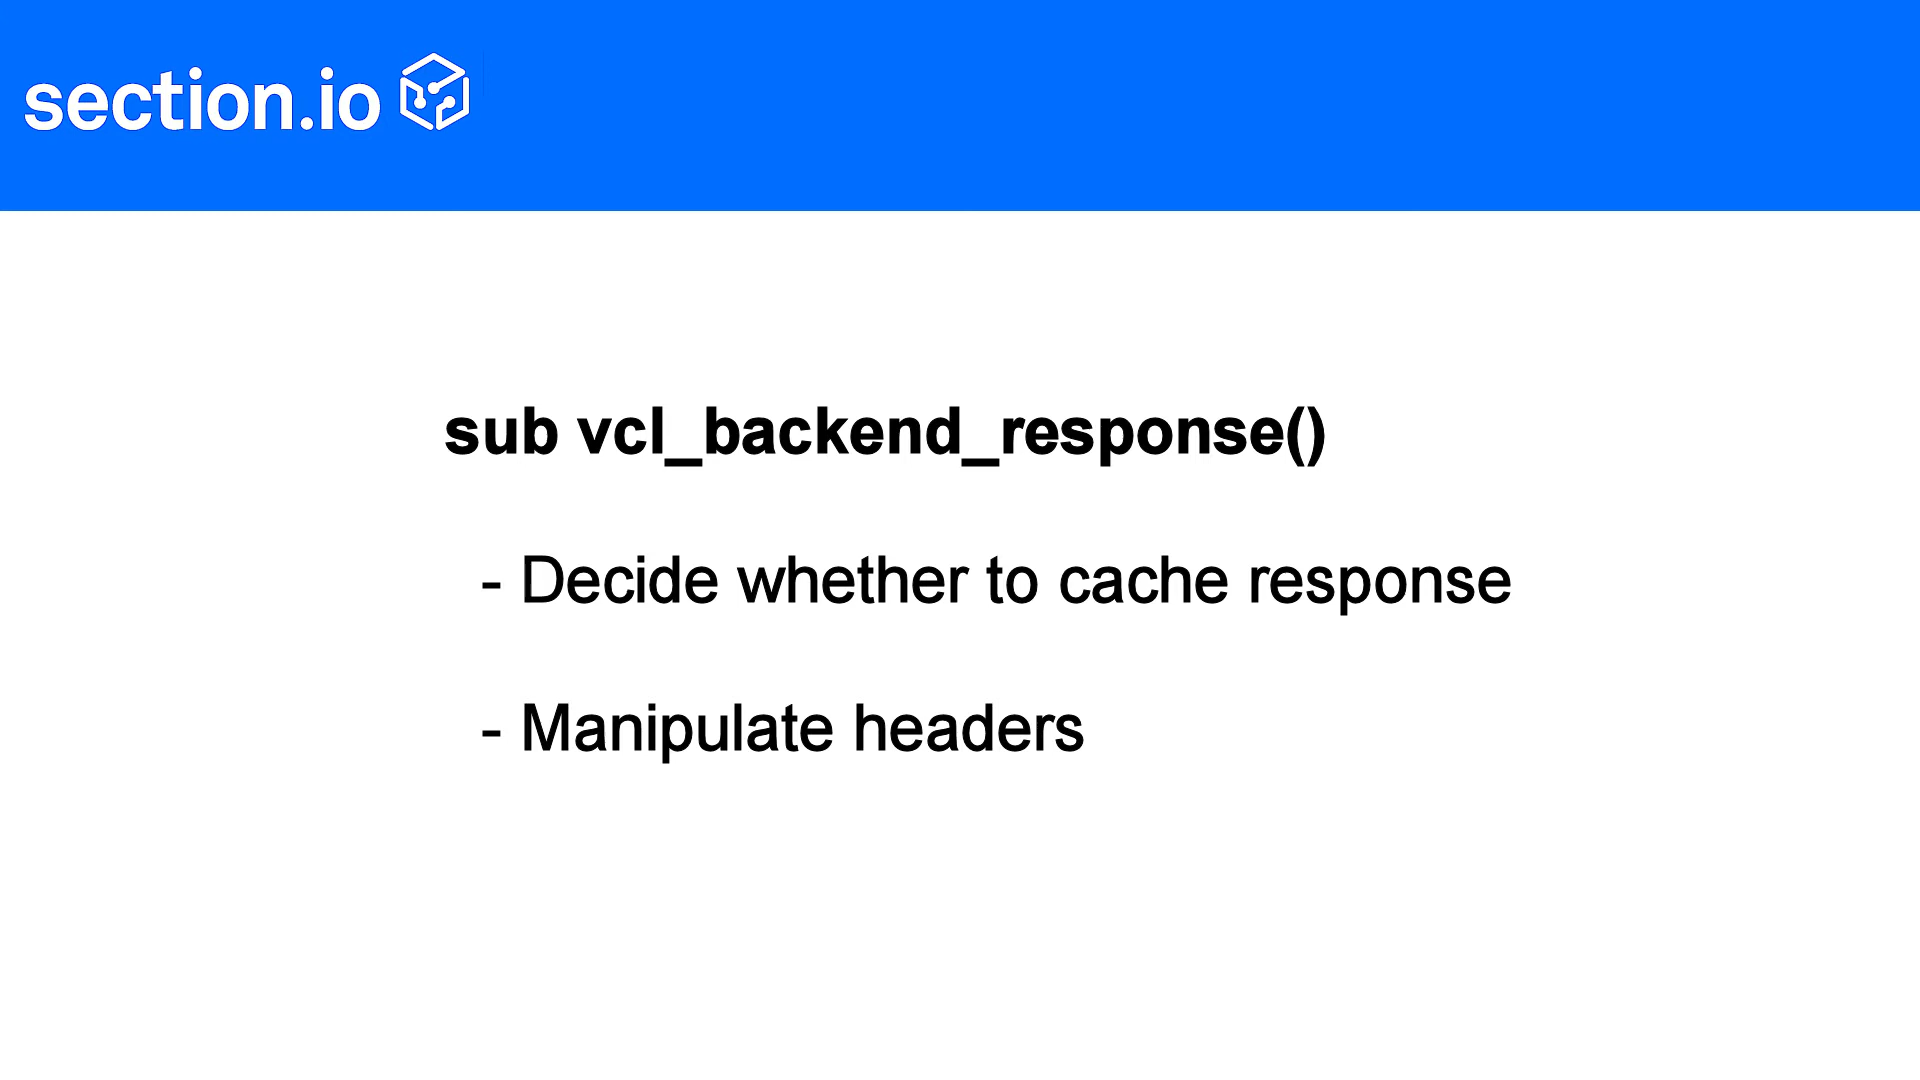 section.io
sub vcl_backend_response()
- Decide whether to cache response
- Manipulate headers